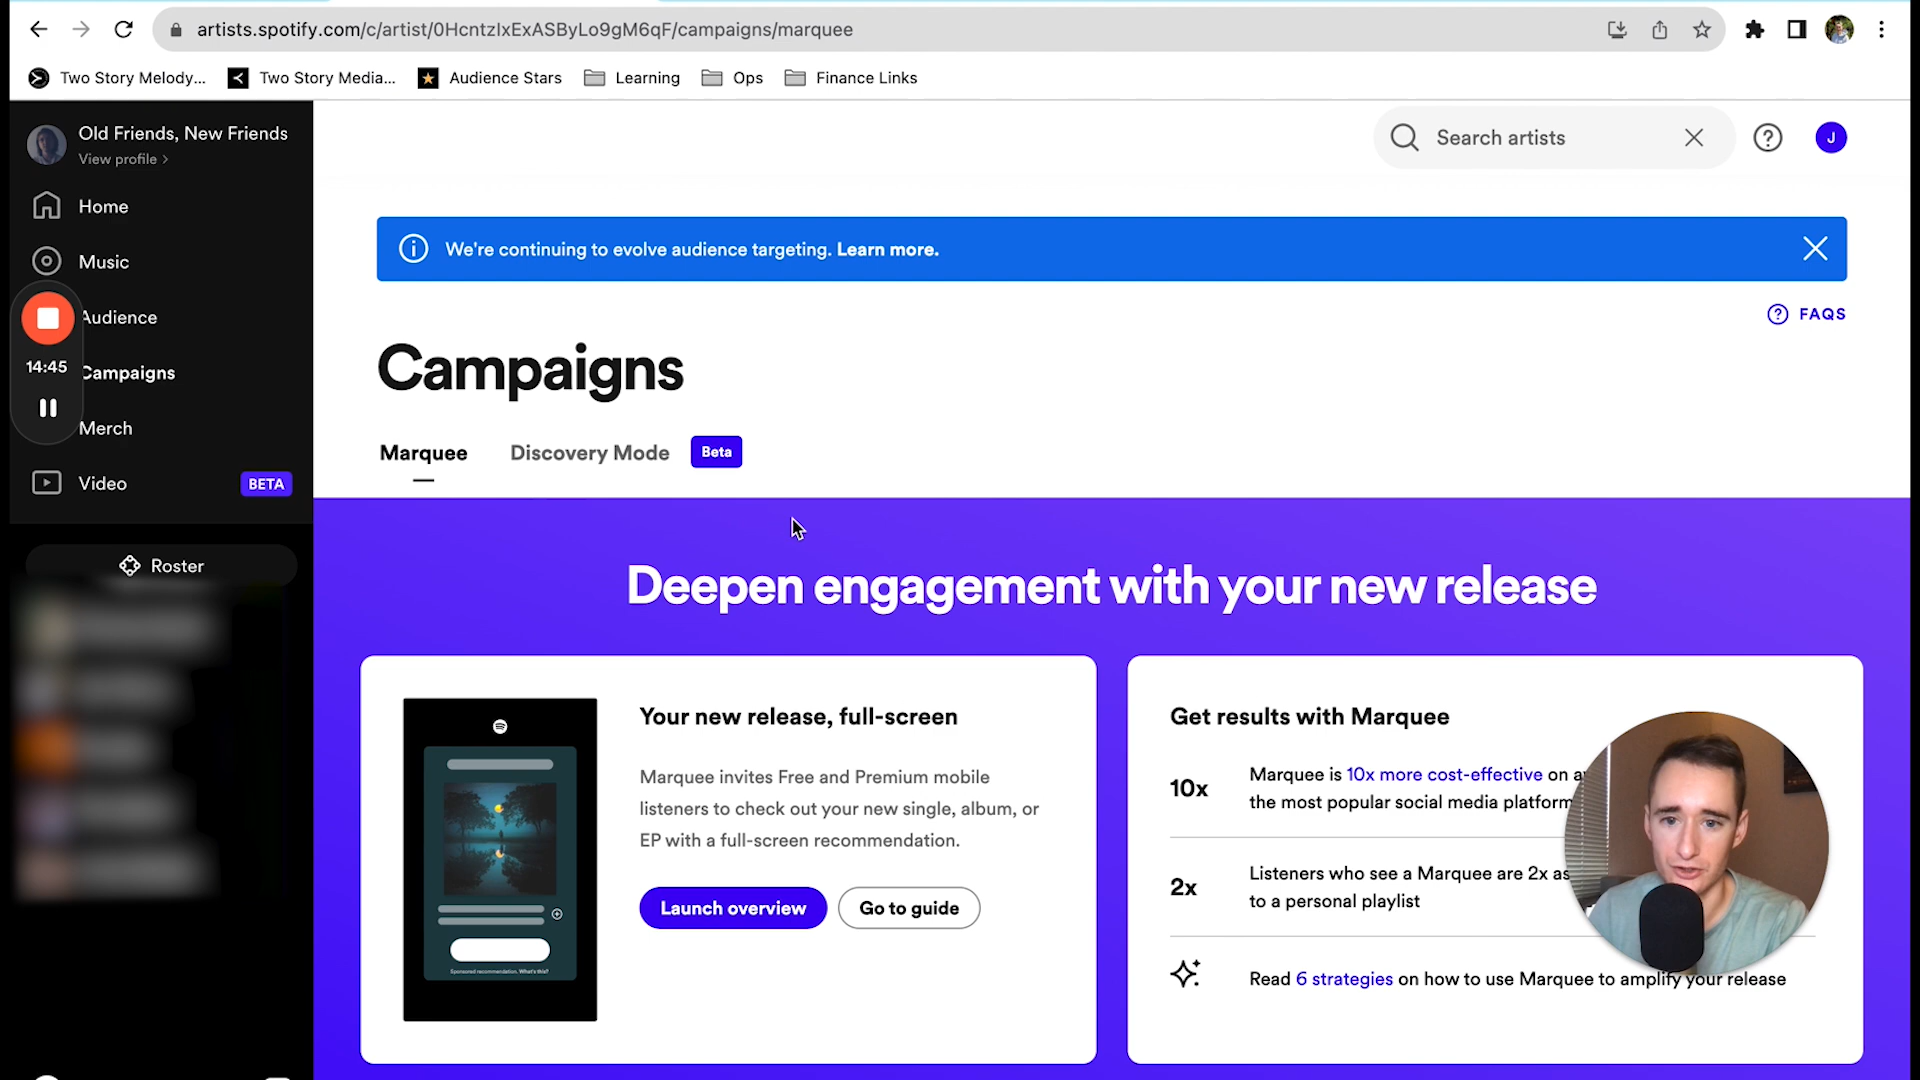 artists.spotify.com/c/artist/0HcntzIxExASByLo9gM6qF/campaigns/marquee
Two Story Melody... Two Story Media... Audience Stars Learning Ops Finance Links
Old Friends, New Friends
View profile
Search artists
J
Home
Music
Audience
Campaigns
Merch
Video BETA
14:45
Roster
We're continuing to evolve audience targeting. Learn more.
FAQS
Campaigns
Marquee Discovery Mode Beta
Deepen engagement with your new release
Your new release, full-screen
Marquee invites Free and Premium mobile
listeners to check out your new single, album, or
EP with a full-screen recommendation.
Launch overview Go to guide
Sponsored recommendation. What's this?
Get results with Marquee
10x
Marquee is 10x more cost-effective on
the most popular social media platform
2x
Listeners who see a Marquee are 2x as
to a personal playlist
Read 6 strategies on how to use Marquee to amplify your release